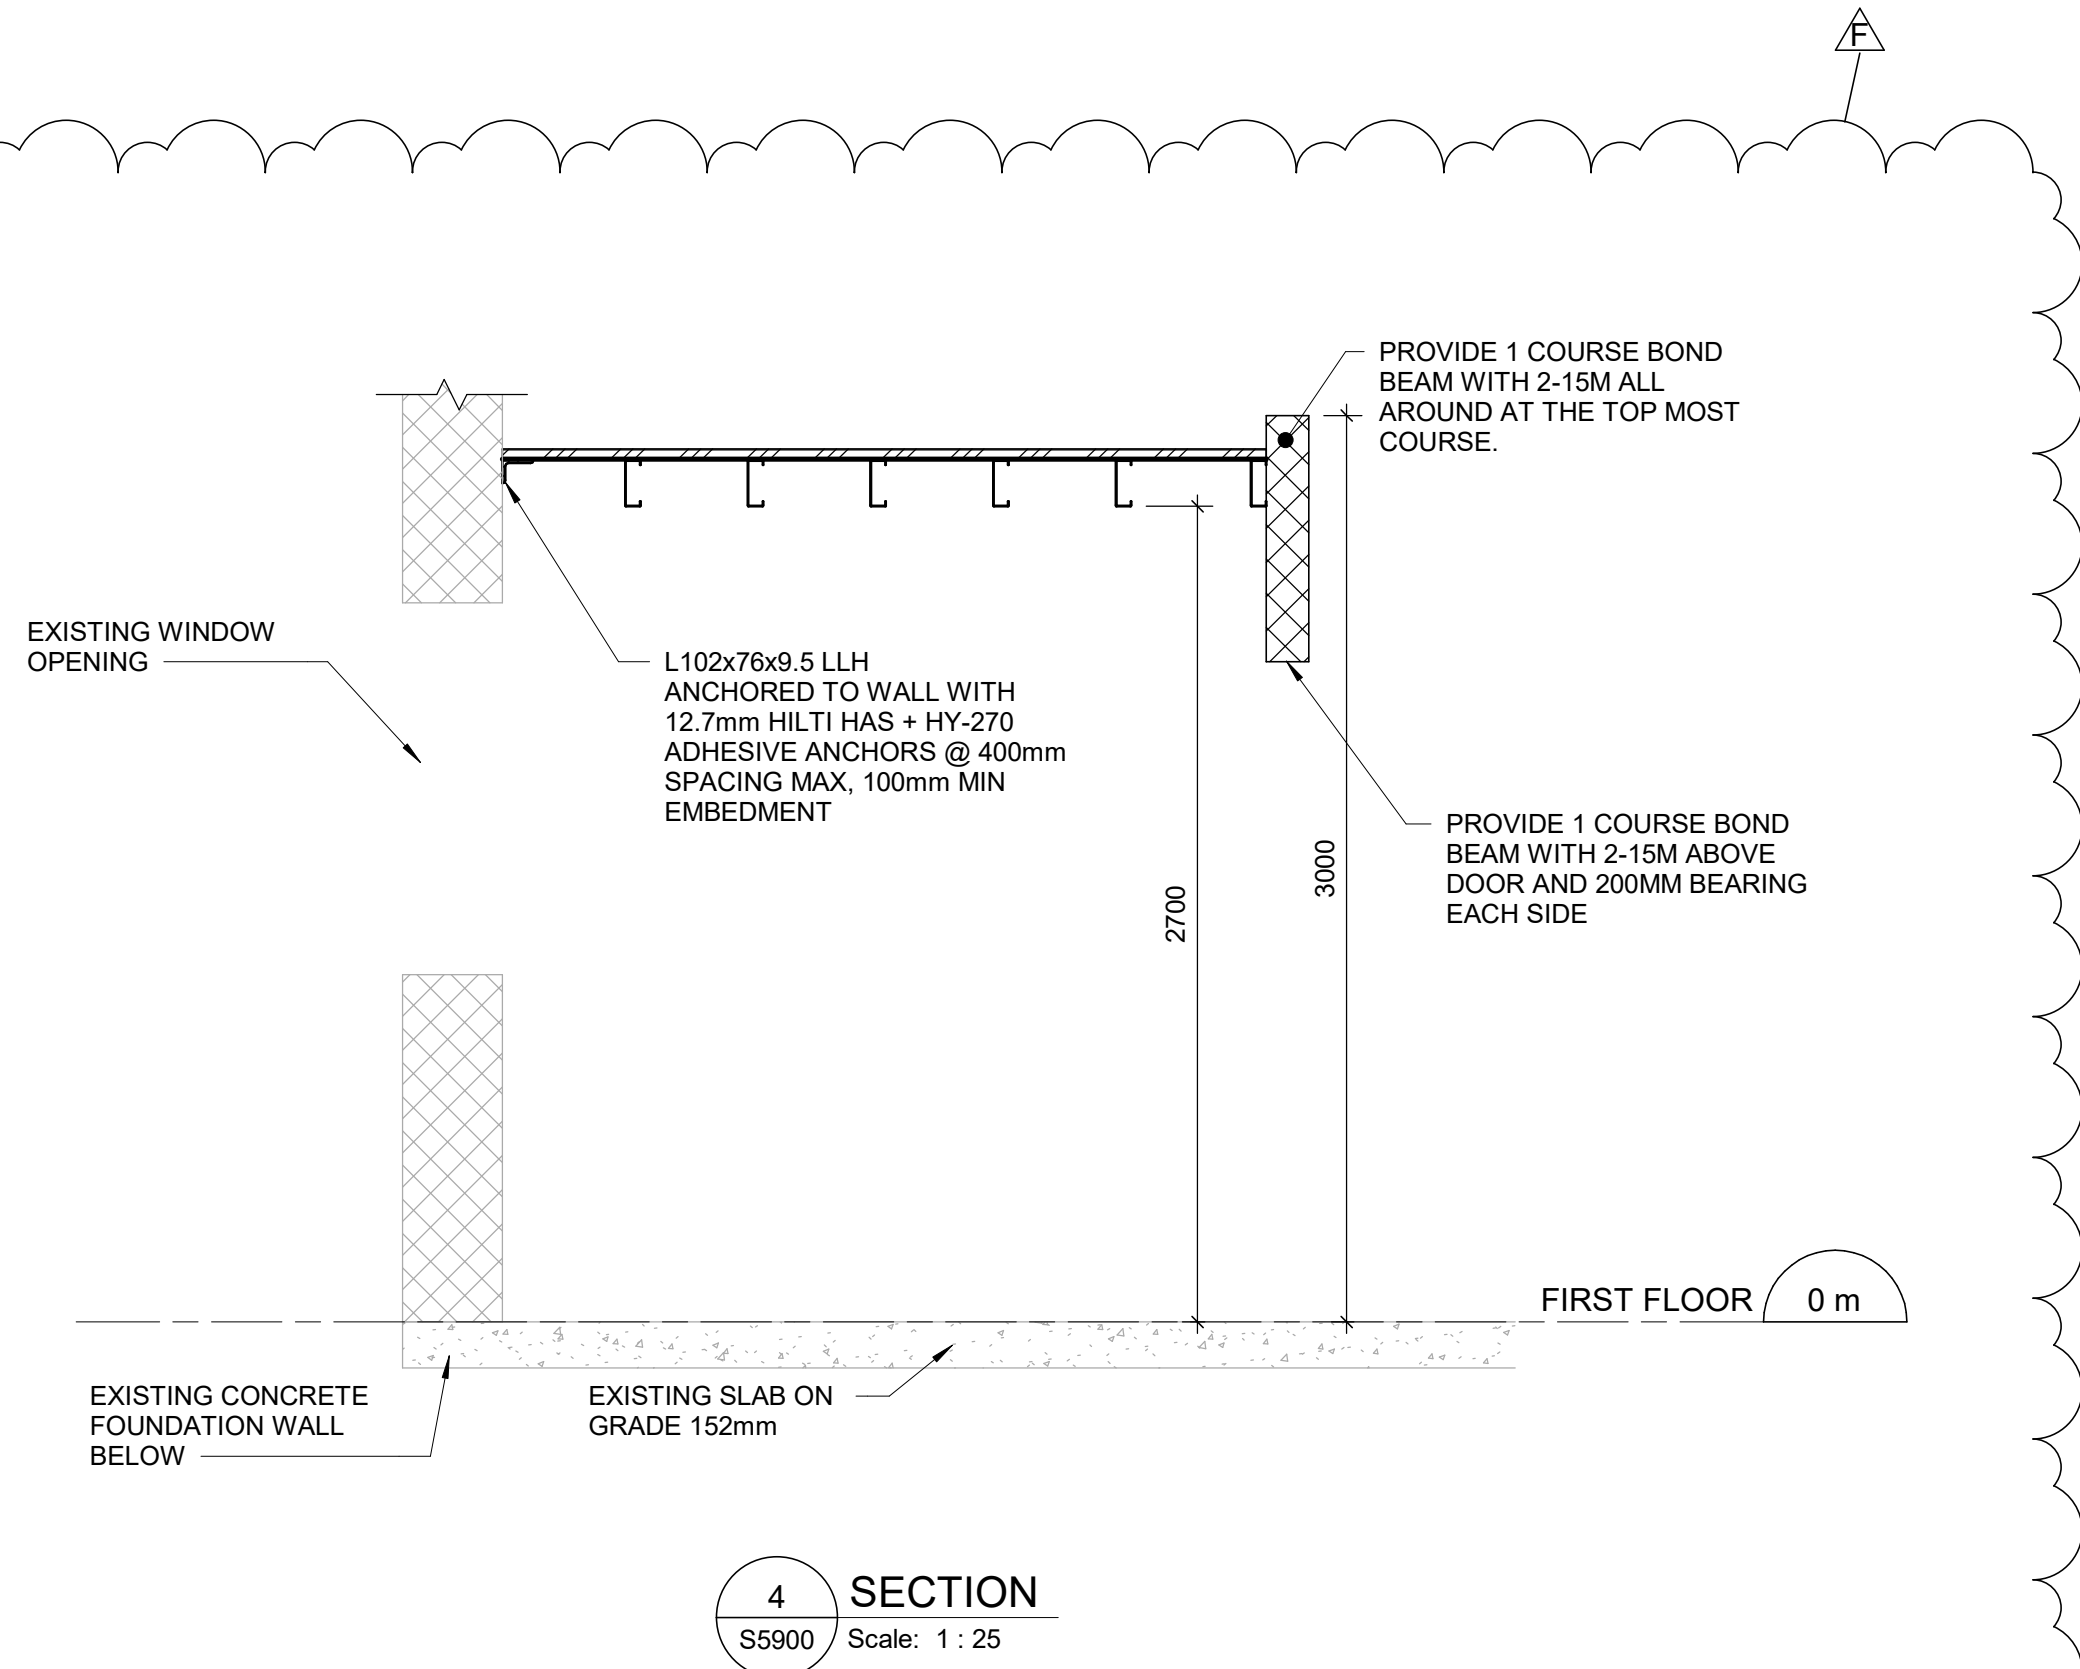 F
PROVIDE 1 COURSE BOND
BEAM WITH 2-15M ALL
AROUND AT THE TOP MOST
COURSE.
EXISTING WINDOW
OPENING
L102x76x9.5 LLH
ANCHORED TO WALL WITH
12.7mm HILTI HAS + HY-270
ADHESIVE ANCHORS @ 400mm
SPACING MAX, 100mm MIN
EMBEDMENT
PROVIDE 1 COURSE BOND
BEAM WITH 2-15M ABOVE
DOOR AND 200MM BEARING
EACH SIDE
2700
3000
FIRST FLOOR
0 m
EXISTING CONCRETE
FOUNDATION WALL
BELOW
EXISTING SLAB ON
GRADE 152mm
4
S5900
SECTION
Scale: 1 : 25